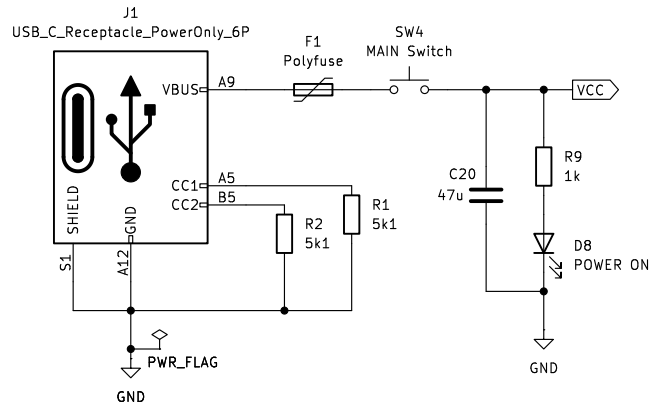 J1
USB_C_Receptacle_PowerOnly_6P
F1
Polyfuse
SW4
MAIN Switch
VBUS
A9
VCC
C20
47u
R9
1k
CC1
A5
CC2
B5
R2
5k1
R1
5k1
SHIELD
GND
S1
A12
D8
POWER ON
PWR_FLAG
GND
GND